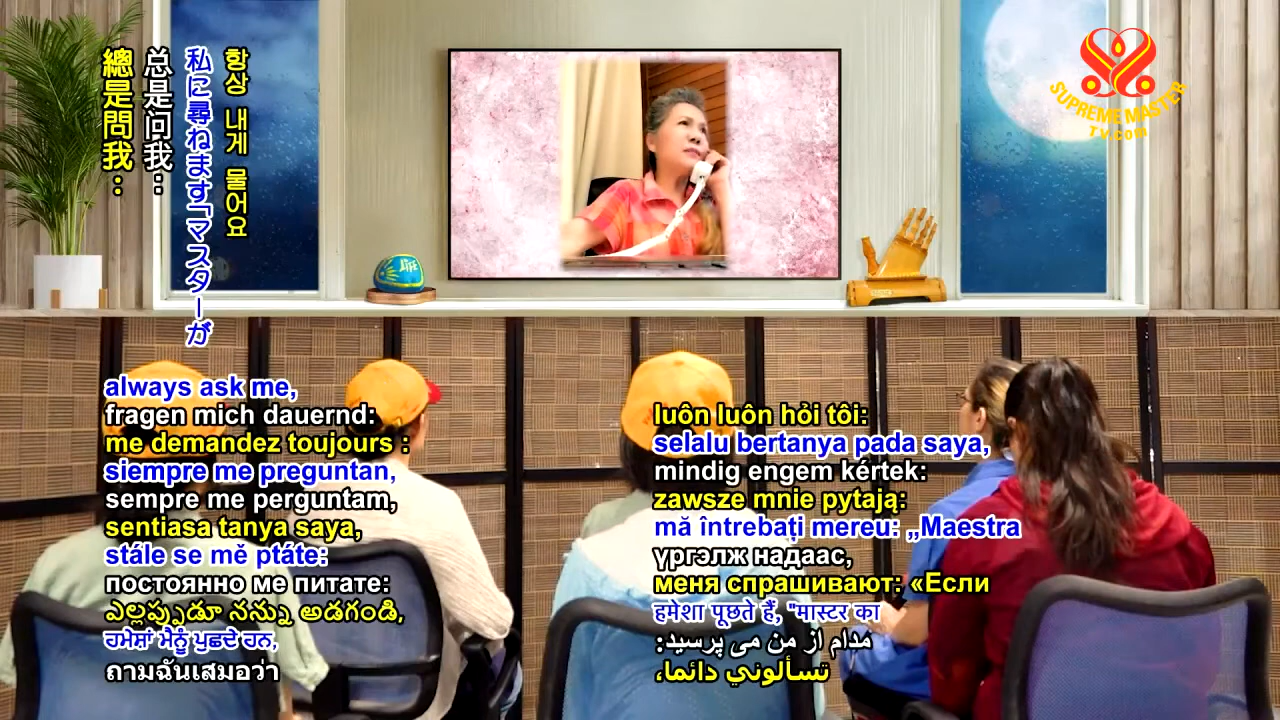 總是問我：
总是问我：
私に尋ねます「マスターが
항상 내게 물어요
LIFE
SUPREME MASTER
TV.com
always ask me,
fragen mich dauernd:
me demandez toujours :
siempre me preguntan,
sempre me perguntam,
sentiasa tanya saya,
stále se mě ptáte:
постоянно ме питате:
ఎల్లప్పుడూ నన్ను అడగండి,
ਹਮੇਸ਼ਾਂ ਮੈਨੂੰ ਪੁਛਦੇ ਹਨ,
ถามฉันเสมอว่า
luôn luôn hỏi tôi:
selalu bertanya pada saya,
mindig engem kértek:
zawsze mnie pytają:
mă întrebați mereu: „Maestra
үргэлж надаас,
меня спрашивают: «Если
हमेशा पूछते हैं, "मास्टर का
مدام از من می پرسید:
تسألوني دائما،